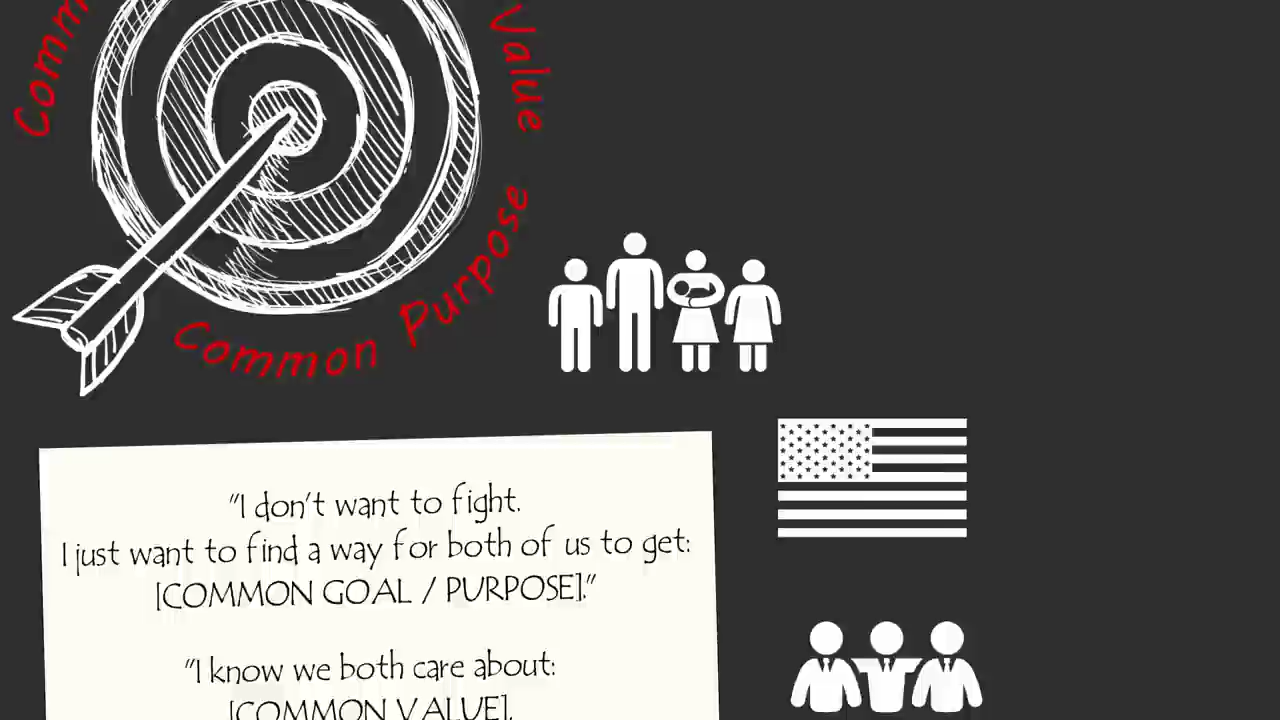 Comm
Value
Common Purpose
"I don't want to fight.
I just want to find a way for both of us to get:
[COMMON GOAL / PURPOSE]."
"I know we both care about:
[COMMON VALUE].